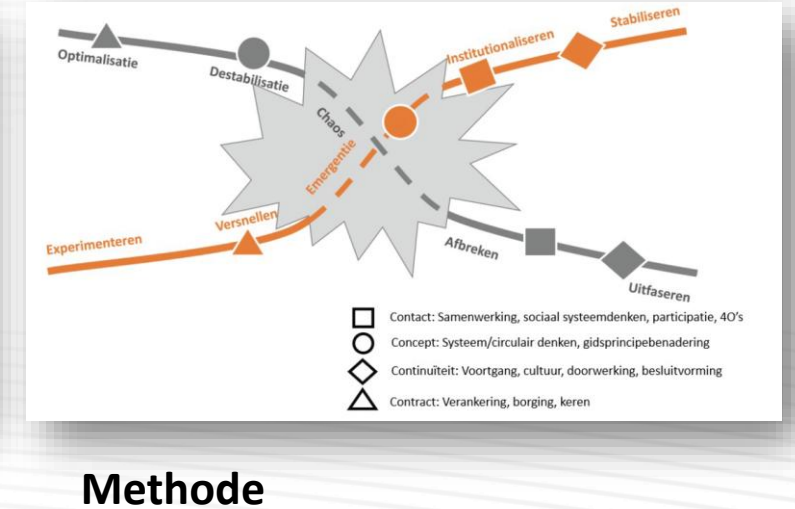 Stabiliseren
Institutionaliseren
Optimalisatie
Destabilisatie
Chaos
Emergentie
Versnellen
Experimenteren
Afbreken
Uitfaseren
Contact: Samenwerking, sociaal systeemdenken, participatie, 4O's
Concept: Systeem/circulair denken, gidsprincipebenadering
Continuïteit: Voortgang, cultuur, doorwerking, besluitvorming
Contract: Verankering, borging, keren
Methode